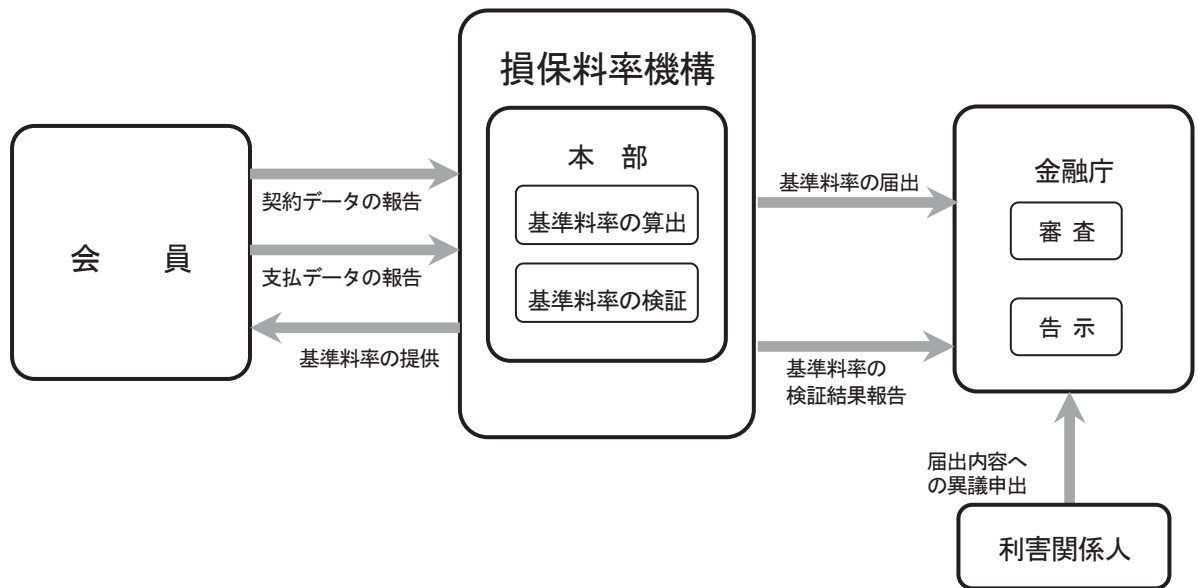 損保料率機構
本　部
基準料率の算出
基準料率の検証
会　　員
契約データの報告
支払データの報告
基準料率の提供
基準料率の届出
基準料率の
検証結果報告
金融庁
審 査
告 示
届出内容へ
の異議申出
利害関係人